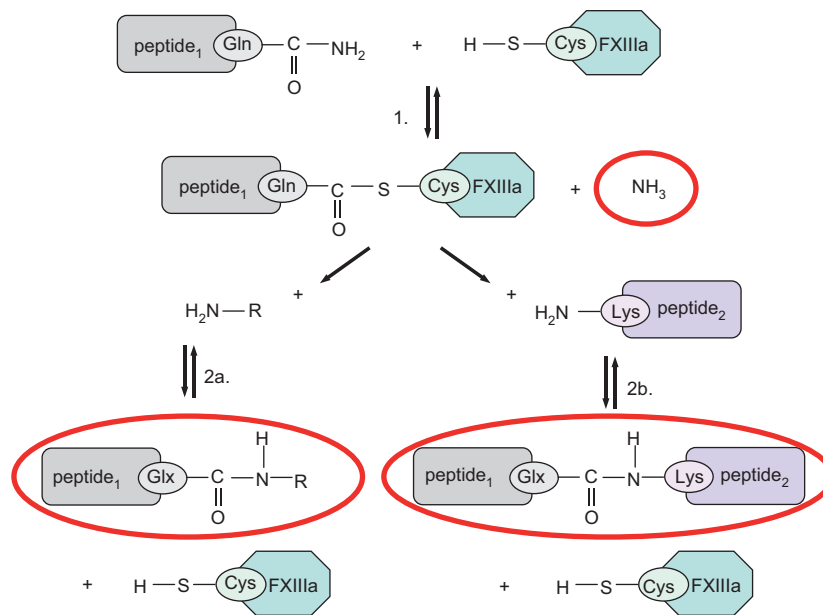 peptide1 Gln C NH2 + H S Cys FXIIIa
O
1.
peptide1 Gln C S Cys FXIIIa + NH3
O
H2N R + + H2N Lys peptide2
2a. 2b.
H H
peptide1 Glx C N R peptide1 Glx C N Lys peptide2
O O
+ H S Cys FXIIIa + H S Cys FXIIIa